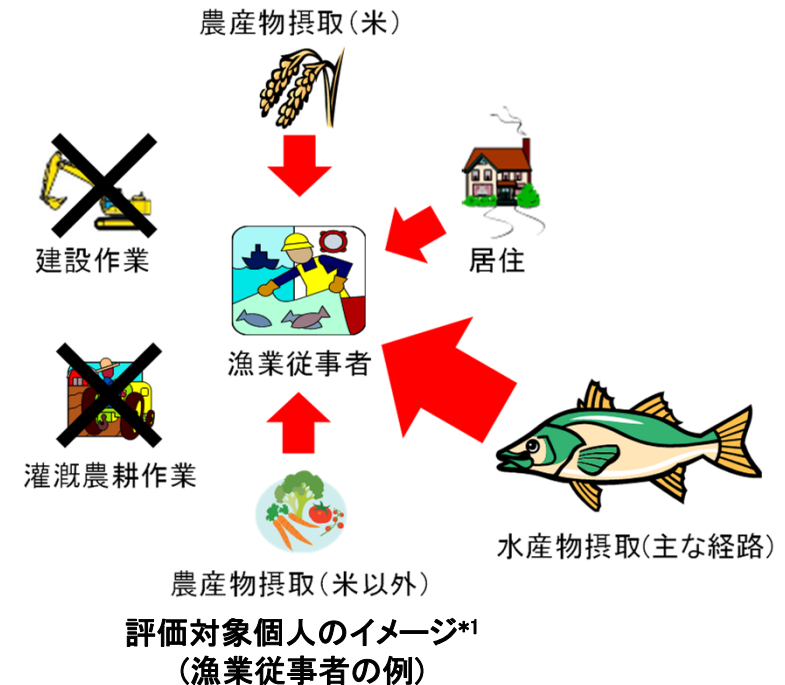 農産物摂取(米)
建設作業
居住
漁業従事者
灌漑農耕作業
水産物摂取(主な経路)
農産物摂取(米以外)
評価対象個人のイメージ*1
(漁業従事者の例)